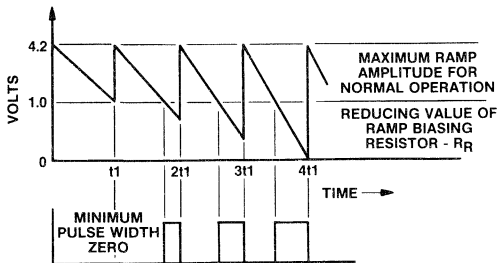 4.2
VOLTS
1.0
0
MAXIMUM RAMP
AMPLITUDE FOR
NORMAL OPERATION
REDUCING VALUE OF
RAMP BIASING
RESISTOR - RR
t1
2t1
3t1
4t1
TIME
MINIMUM
PULSE WIDTH
ZERO